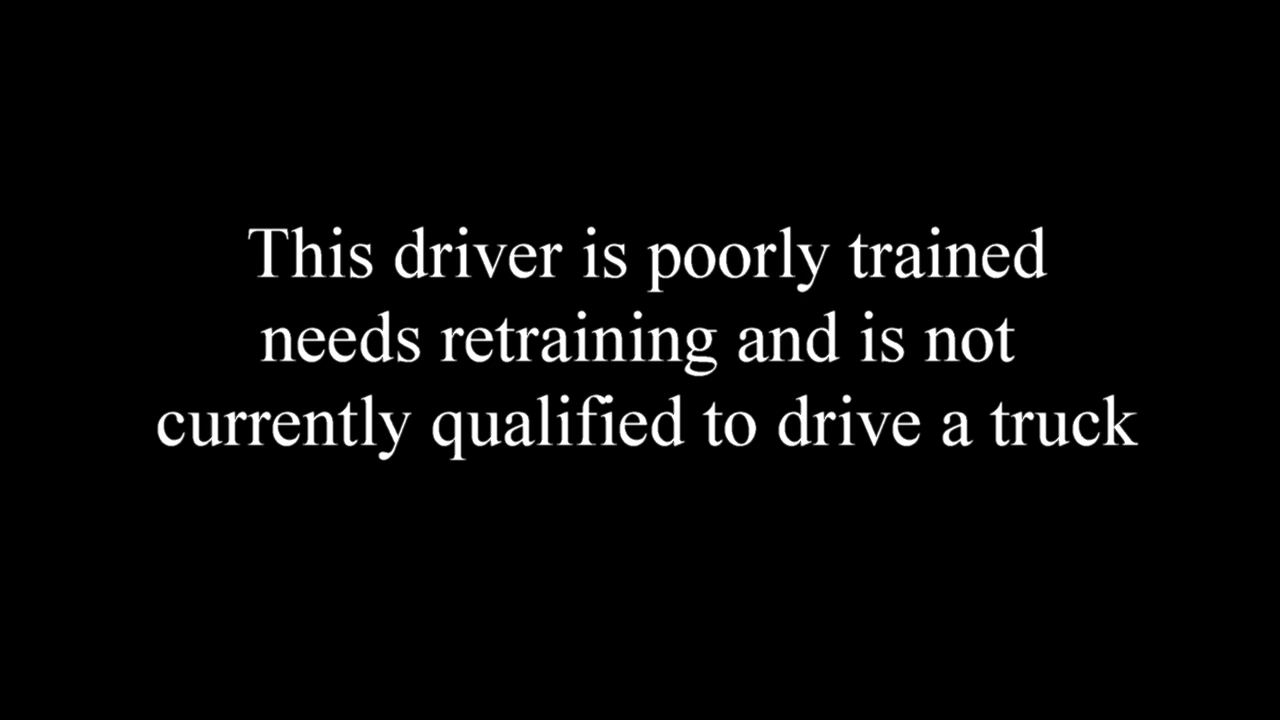 This driver is poorly trained
needs retraining and is not
currently qualified to drive a truck